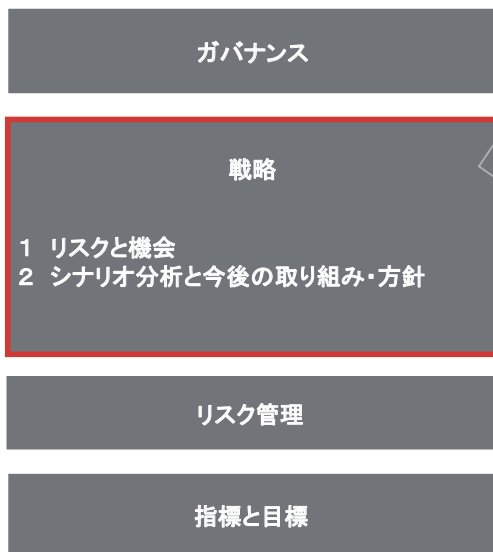 ガバナンス
戦略
1 リスクと機会
2 シナリオ分析と今後の取り組み・方針
リスク管理
指標と目標